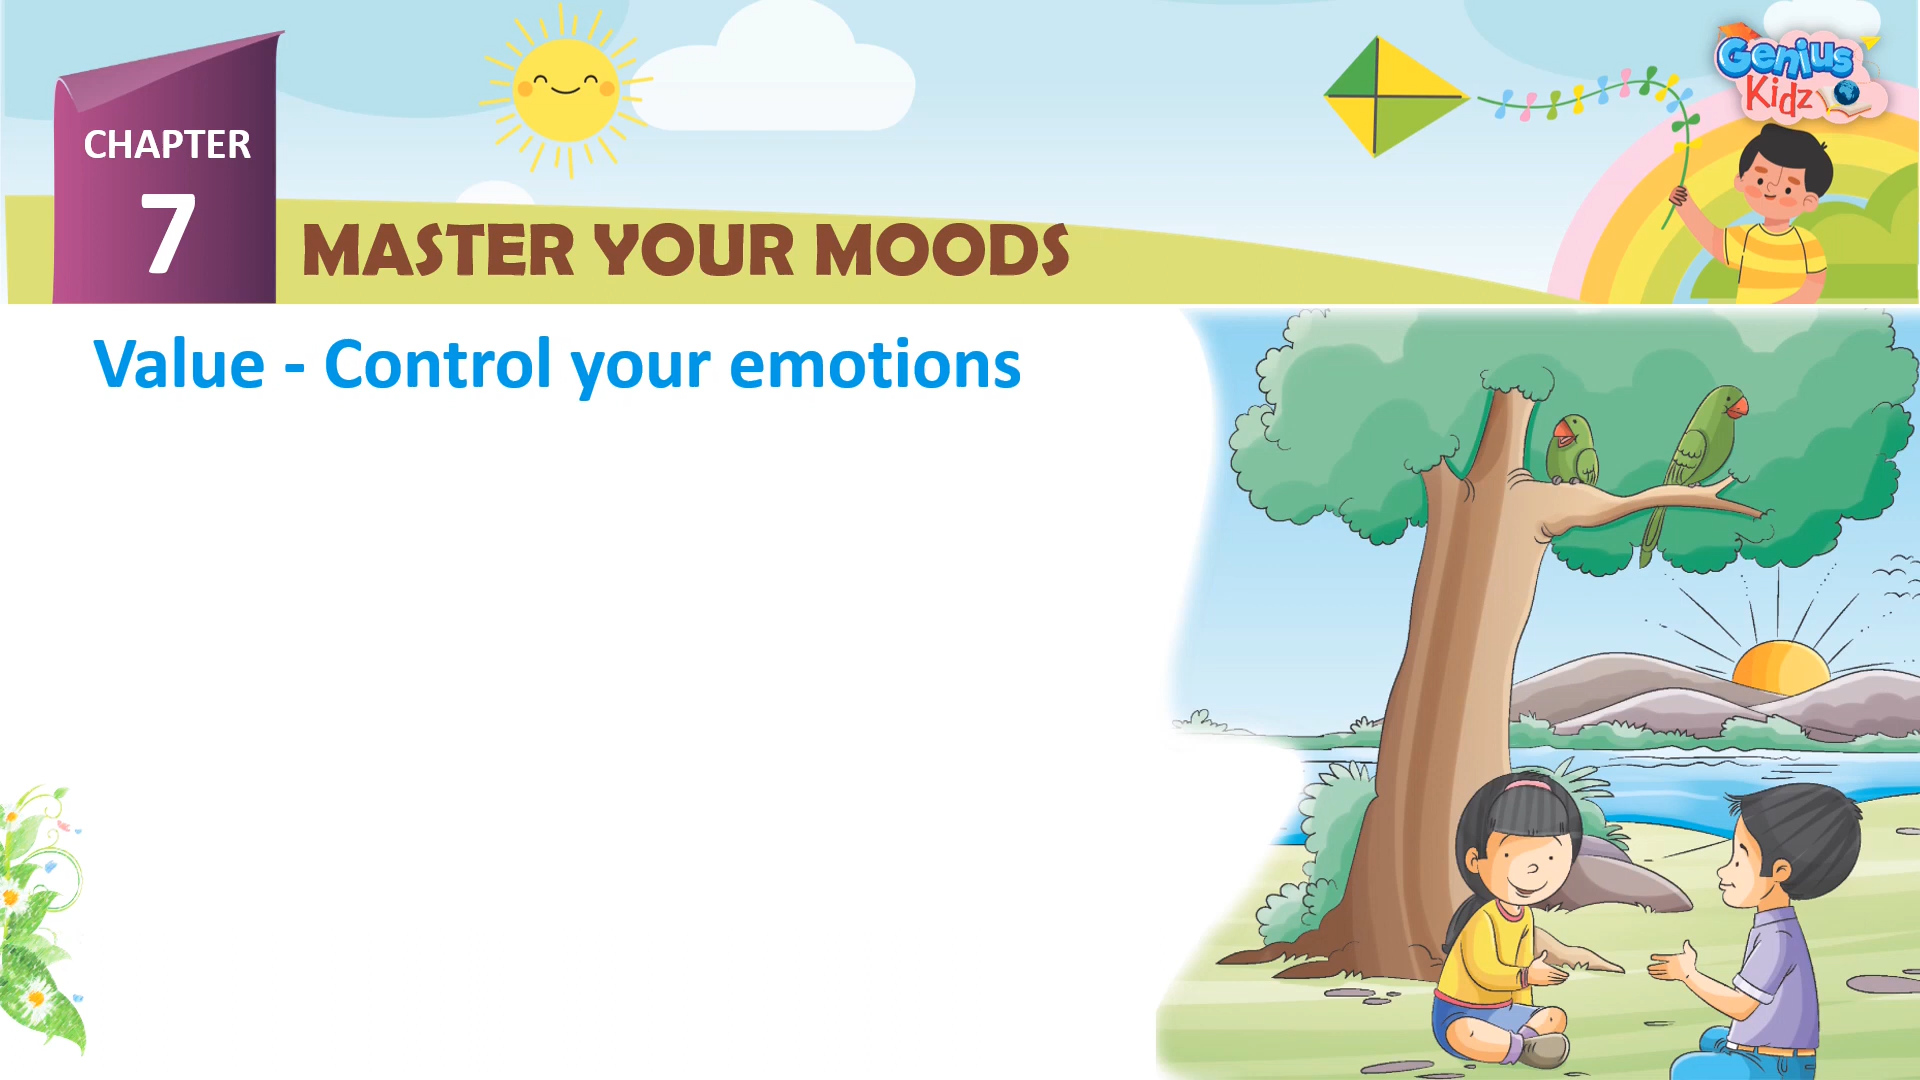 CHAPTER
7
MASTER YOUR MOODS
Genius
Kidz
Value - Control your emotions